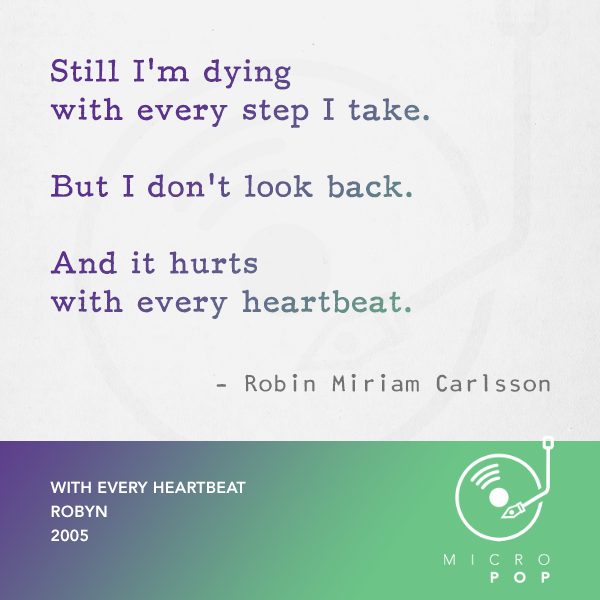 Still I'm dying
with every step I take.
But I don't look back.
And it hurts
with every heartbeat.
– Robin Miriam Carlsson
WITH EVERY HEARTBEAT
ROBYN
2005
MICRO
POP